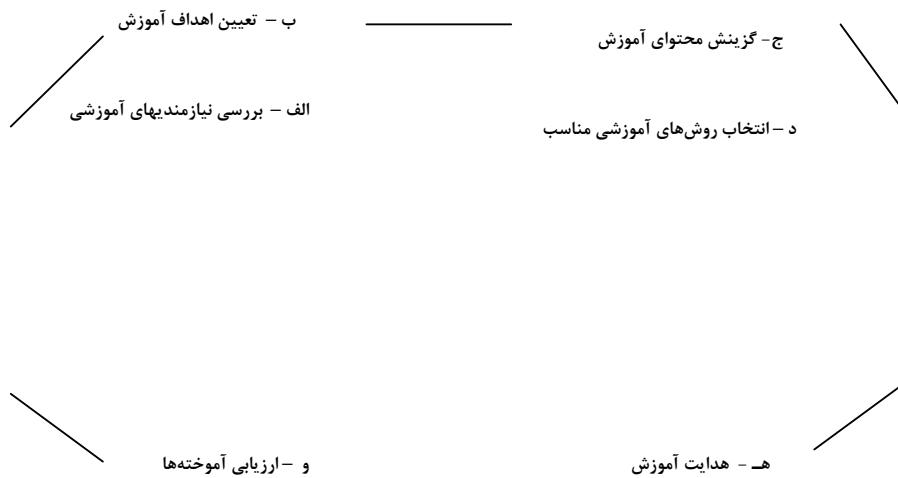 ب – تعیین اهداف آموزش
ج- گزینش محتوای آموزش
الف – بررسی نیازمندیهای آموزشی
د – انتخاب روش‌های آموزشی مناسب
و – ارزیابی آموخته‌ها
هـ - هدایت آموزش